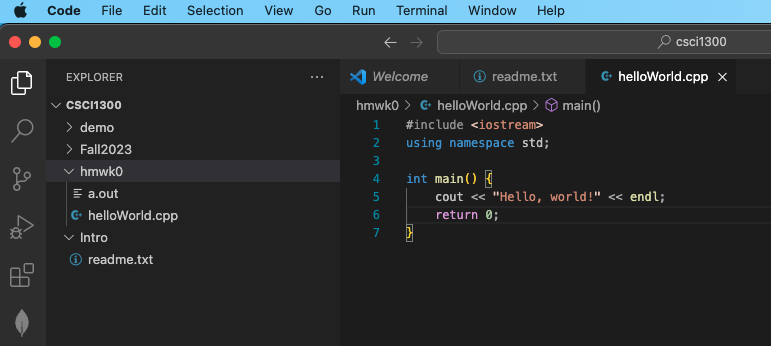 Code File Edit Selection View Go Run Terminal Window Help
csci1300
EXPLORER ...
CSCI1300
demo
Fall2023
hmwk0
a.out
helloWorld.cpp
Intro
readme.txt
Welcome readme.txt helloWorld.cpp
hmwk0 > helloWorld.cpp > main()
1 #include <iostream>
2 using namespace std;
3
4 int main() {
5 cout << "Hello, world!" << endl;
6 return 0;
7 }